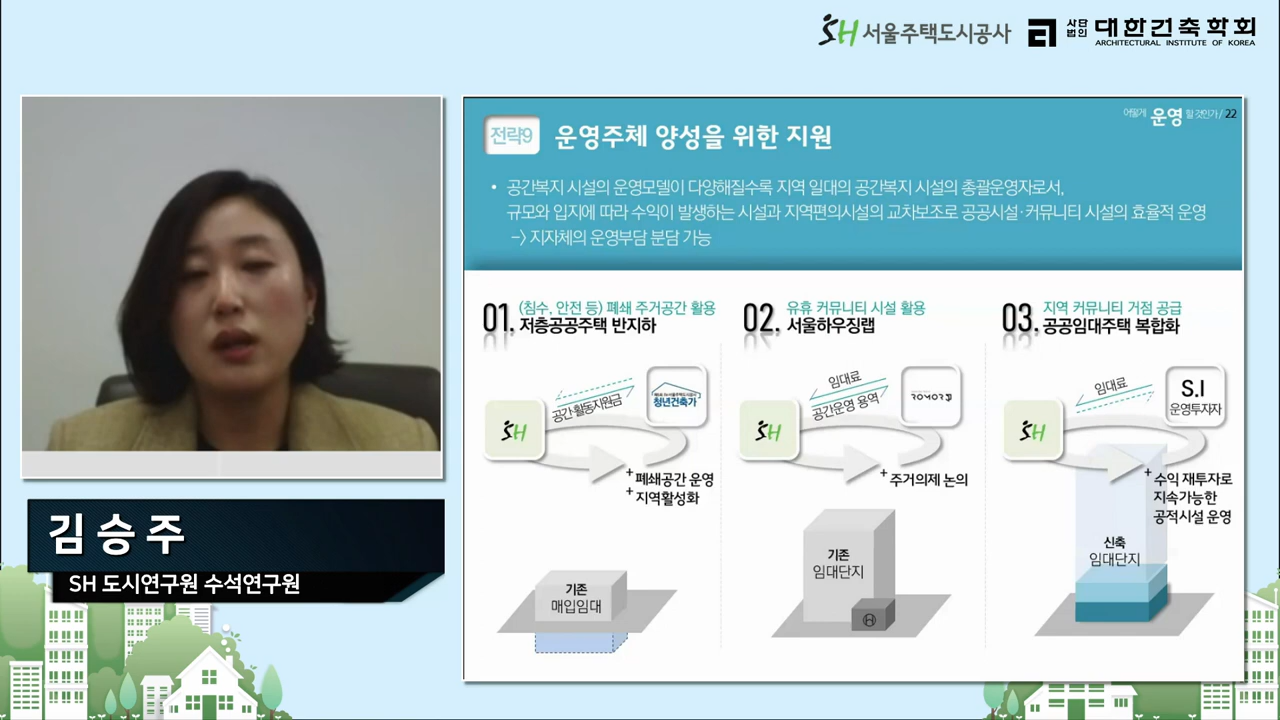 SH 서울주택도시공사
사단법인 대한건축학회
ARCHITECTURAL INSTITUTE OF KOREA
어떻게 운영 할 것인가 / 22
전략9 운영주체 양성을 위한 지원
• 공간복지 시설의 운영모델이 다양해질수록 지역 일대의 공간복지 시설의 총괄운영자로서,
규모와 입지에 따라 수익이 발생하는 시설과 지역편의시설의 교차보조로 공공시설·커뮤니티 시설의 효율적 운영
-> 지자체의 운영부담 분담 가능
01. (침수, 안전 등) 폐쇄 주거공간 활용
저층공공주택 반지하
공간·활동지원금
청년건축가
SH
+ 폐쇄공간 운영
+ 지역활성화
기존
매입임대
02. 유휴 커뮤니티 시설 활용
서울하우징랩
임대료
공간운영 용역
SH
+ 주거의제 논의
기존
임대단지
03. 지역 커뮤니티 거점 공급
공공임대주택 복합화
임대료
S.I
운영투자자
SH
+ 수익 재투자로
지속가능한
공적시설 운영
신축
임대단지
김승주
SH 도시연구원 수석연구원